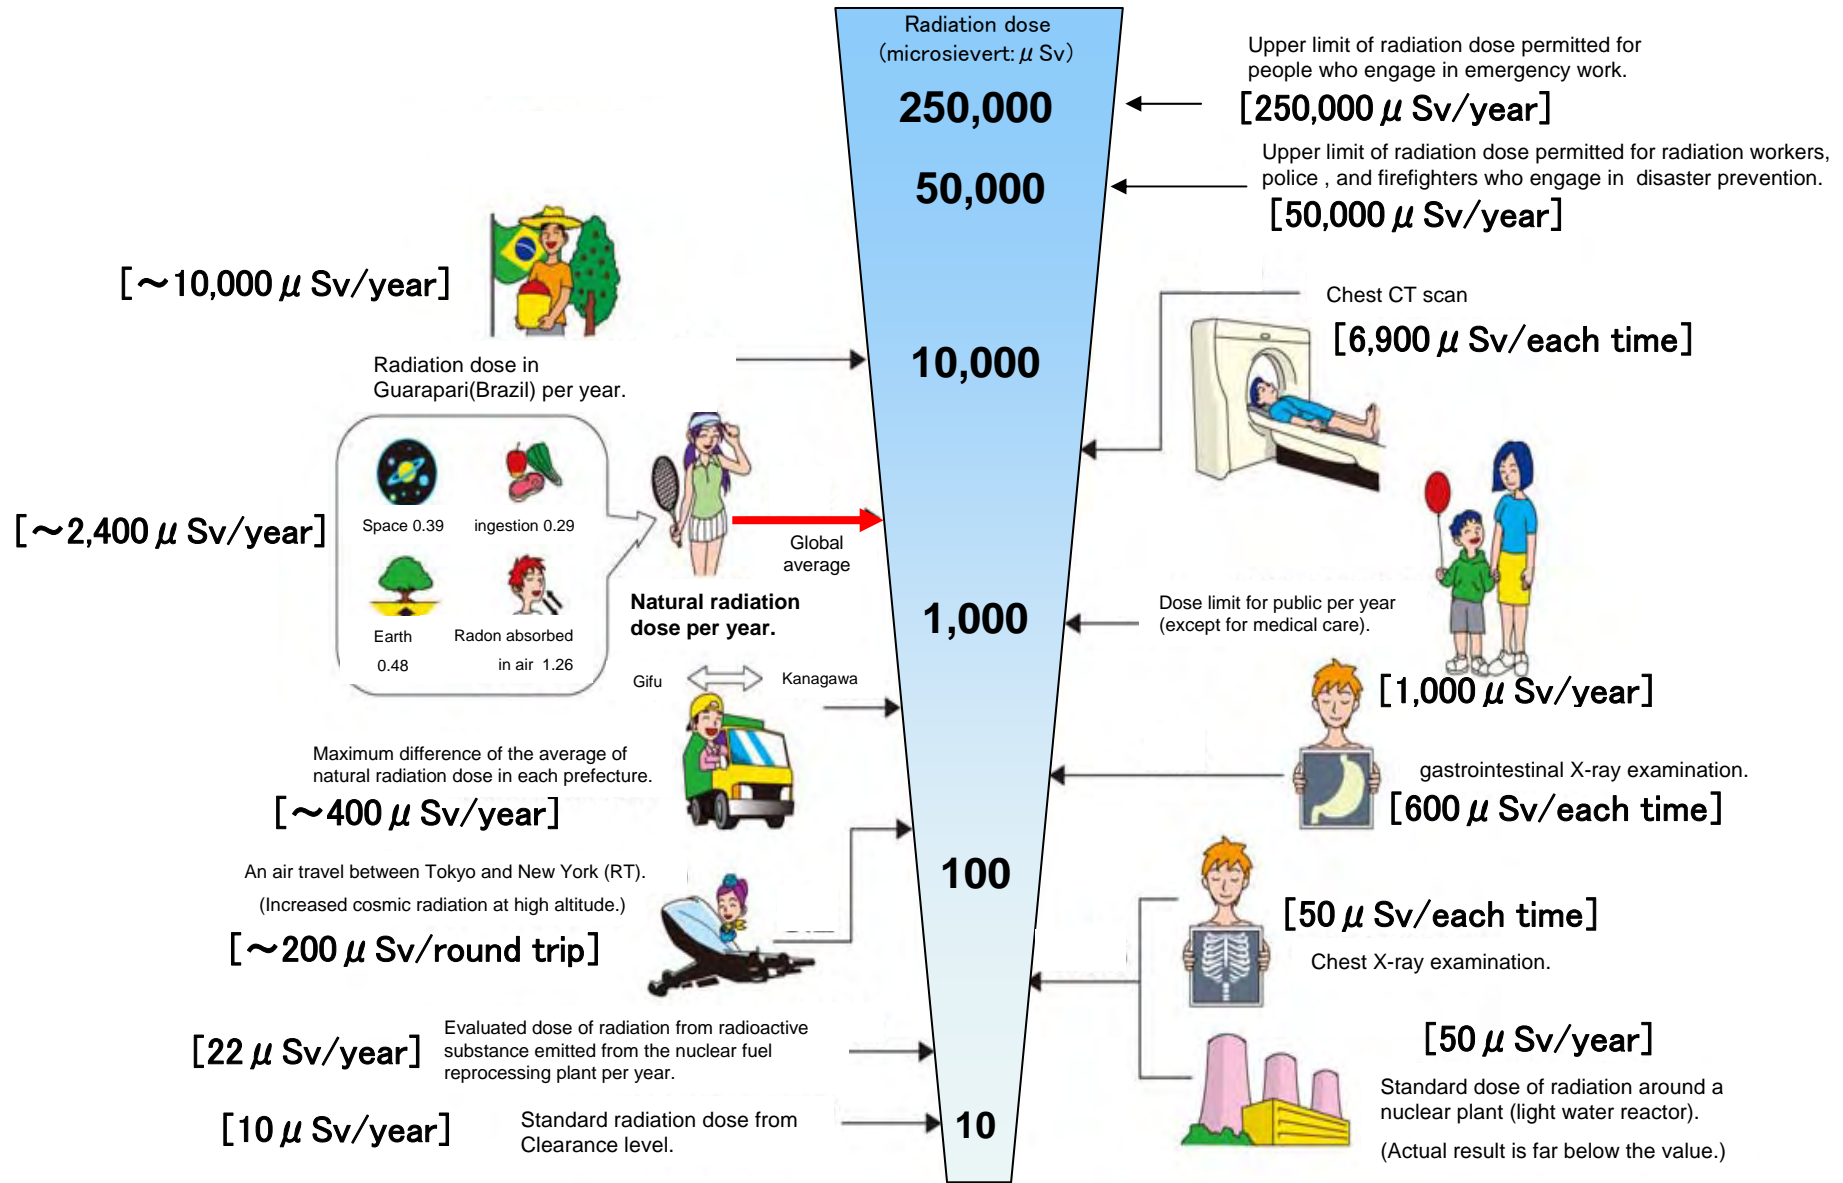 Radiation dose
(microsievert: μ Sv)
250,000
50,000
10,000
1,000
100
10
[~10,000 μ Sv/year]
Radiation dose in
Guarapari(Brazil) per year.
[~2,400 μ Sv/year]
Space 0.39
ingestion 0.29
Earth
0.48
Radon absorbed
in air 1.26
Global
average
Natural radiation
dose per year.
Gifu
Kanagawa
Maximum difference of the average of
natural radiation dose in each prefecture.
[~400 μ Sv/year]
An air travel between Tokyo and New York (RT).
(Increased cosmic radiation at high altitude.)
[~200 μ Sv/round trip]
[22 μ Sv/year]
Evaluated dose of radiation from radioactive
substance emitted from the nuclear fuel
reprocessing plant per year.
[10 μ Sv/year]
Standard radiation dose from
Clearance level.
Upper limit of radiation dose permitted for
people who engage in emergency work.
[250,000 μ Sv/year]
Upper limit of radiation dose permitted for radiation workers,
police , and firefighters who engage in disaster prevention.
[50,000 μ Sv/year]
Chest CT scan
[6,900 μ Sv/each time]
Dose limit for public per year
(except for medical care).
[1,000 μ Sv/year]
gastrointestinal X-ray examination.
[600 μ Sv/each time]
[50 μ Sv/each time]
Chest X-ray examination.
[50 μ Sv/year]
Standard dose of radiation around a
nuclear plant (light water reactor).
(Actual result is far below the value.)